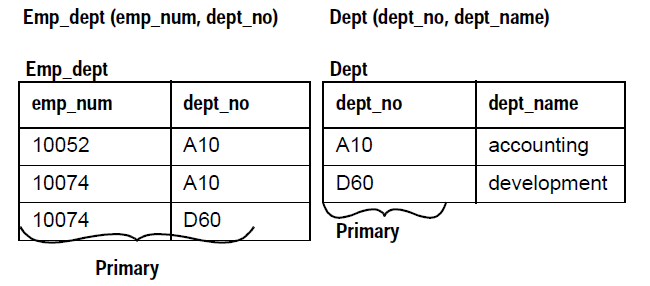 Emp_dept (emp_num, dept_no) Dept (dept_no, dept_name)
Emp_dept Dept
emp_num dept_no dept_no dept_name
10052 A10 A10 accounting
10074 A10 D60 development
10074 D60
Primary
Primary